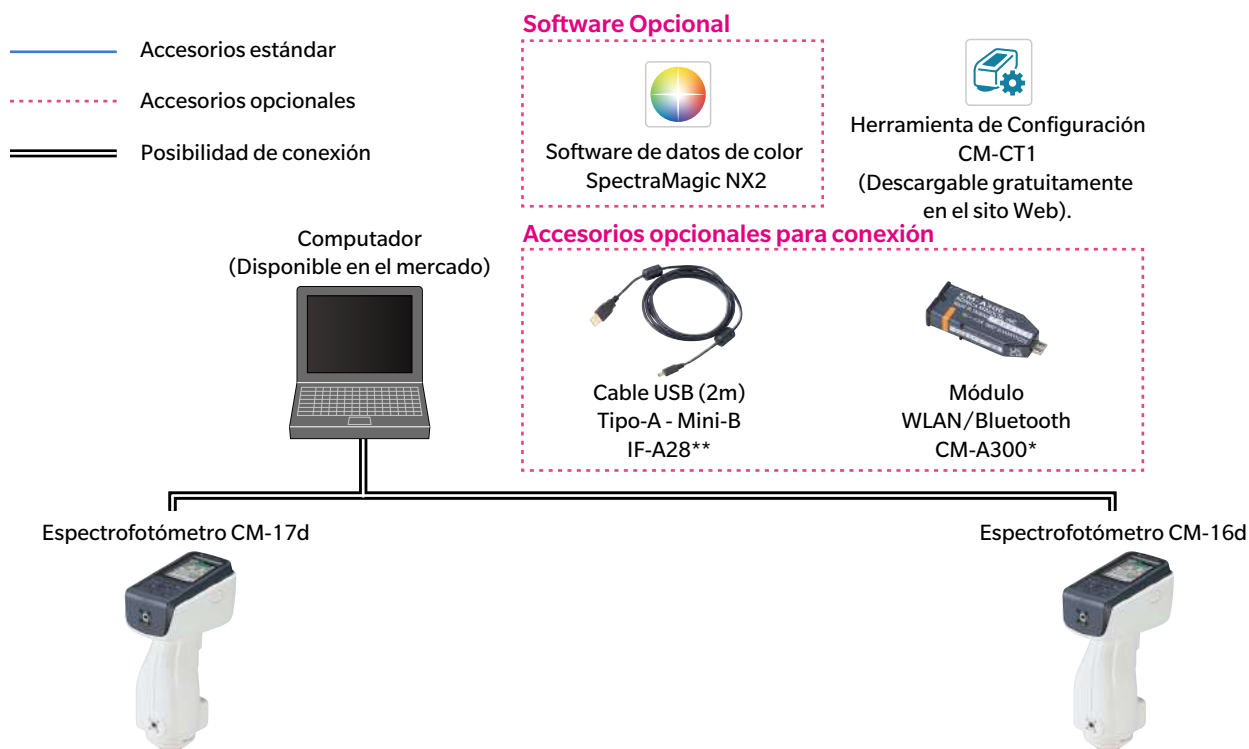 Accesorios estándar
Accesorios opcionales
Posibilidad de conexión
Software Opcional
Software de datos de color
SpectraMagic NX2
Herramienta de Configuración
CM-CT1
(Descargable gratuitamente
en el sito Web).
Computador
(Disponible en el mercado)
Accesorios opcionales para conexión
CM-A300
Cable USB (2m)
Tipo-A - Mini-B
IF-A28**
Módulo
WLAN/Bluetooth
CM-A300*
Espectrofotómetro CM-17d
Espectrofotómetro CM-16d